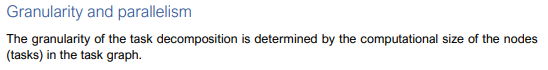 Granularity and parallelism
The granularity of the task decomposition is determined by the computational size of the nodes
(tasks) in the task graph.